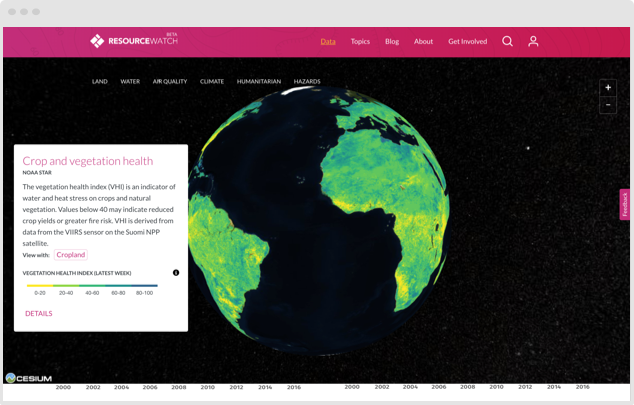 BETA
RESOURCEWATCH
Data Topics Blog About Get Involved
LAND WATER AIR QUALITY CLIMATE HUMANITARIAN HAZARDS
+
−
Crop and vegetation health
NOAA STAR
The vegetation health index (VHI) is an indicator of
water and heat stress on crops and natural
vegetation. Values below 40 may indicate reduced
crop yields or greater fire risk. VHI is derived from
data from the VIIRS sensor on the Suomi NPP
satellite.
View with: Cropland
VEGETATION HEALTH INDEX (LATEST WEEK)
0-20 20-40 40-60 60-80 80-100
DETAILS
Feedback
CESIUM
2000 2002 2004 2006 2008 2010 2012 2014 2016 2000 2002 2004 2006 2008 2010 2012 2014 2016